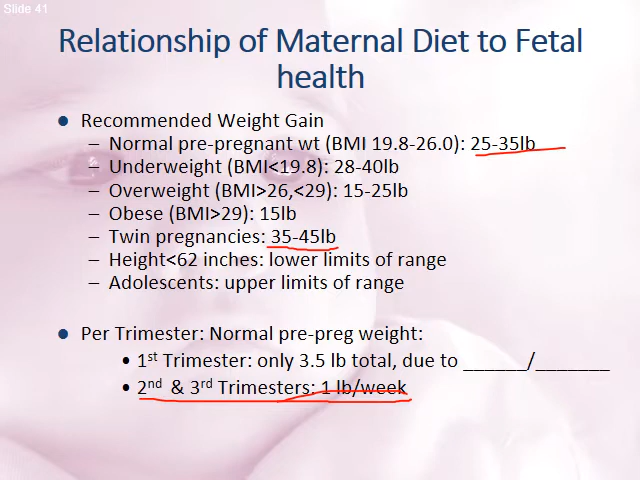 Slide 41
Relationship of Maternal Diet to Fetal
health
• Recommended Weight Gain
– Normal pre-pregnant wt (BMI 19.8-26.0): 25-35lb
– Underweight (BMI<19.8): 28-40lb
– Overweight (BMI>26,<29): 15-25lb
– Obese (BMI>29): 15lb
– Twin pregnancies: 35-45lb
– Height<62 inches: lower limits of range
– Adolescents: upper limits of range
• Per Trimester: Normal pre-preg weight:
• 1st Trimester: only 3.5 lb total, due to ______/_______
• 2nd & 3rd Trimesters: 1 lb/week